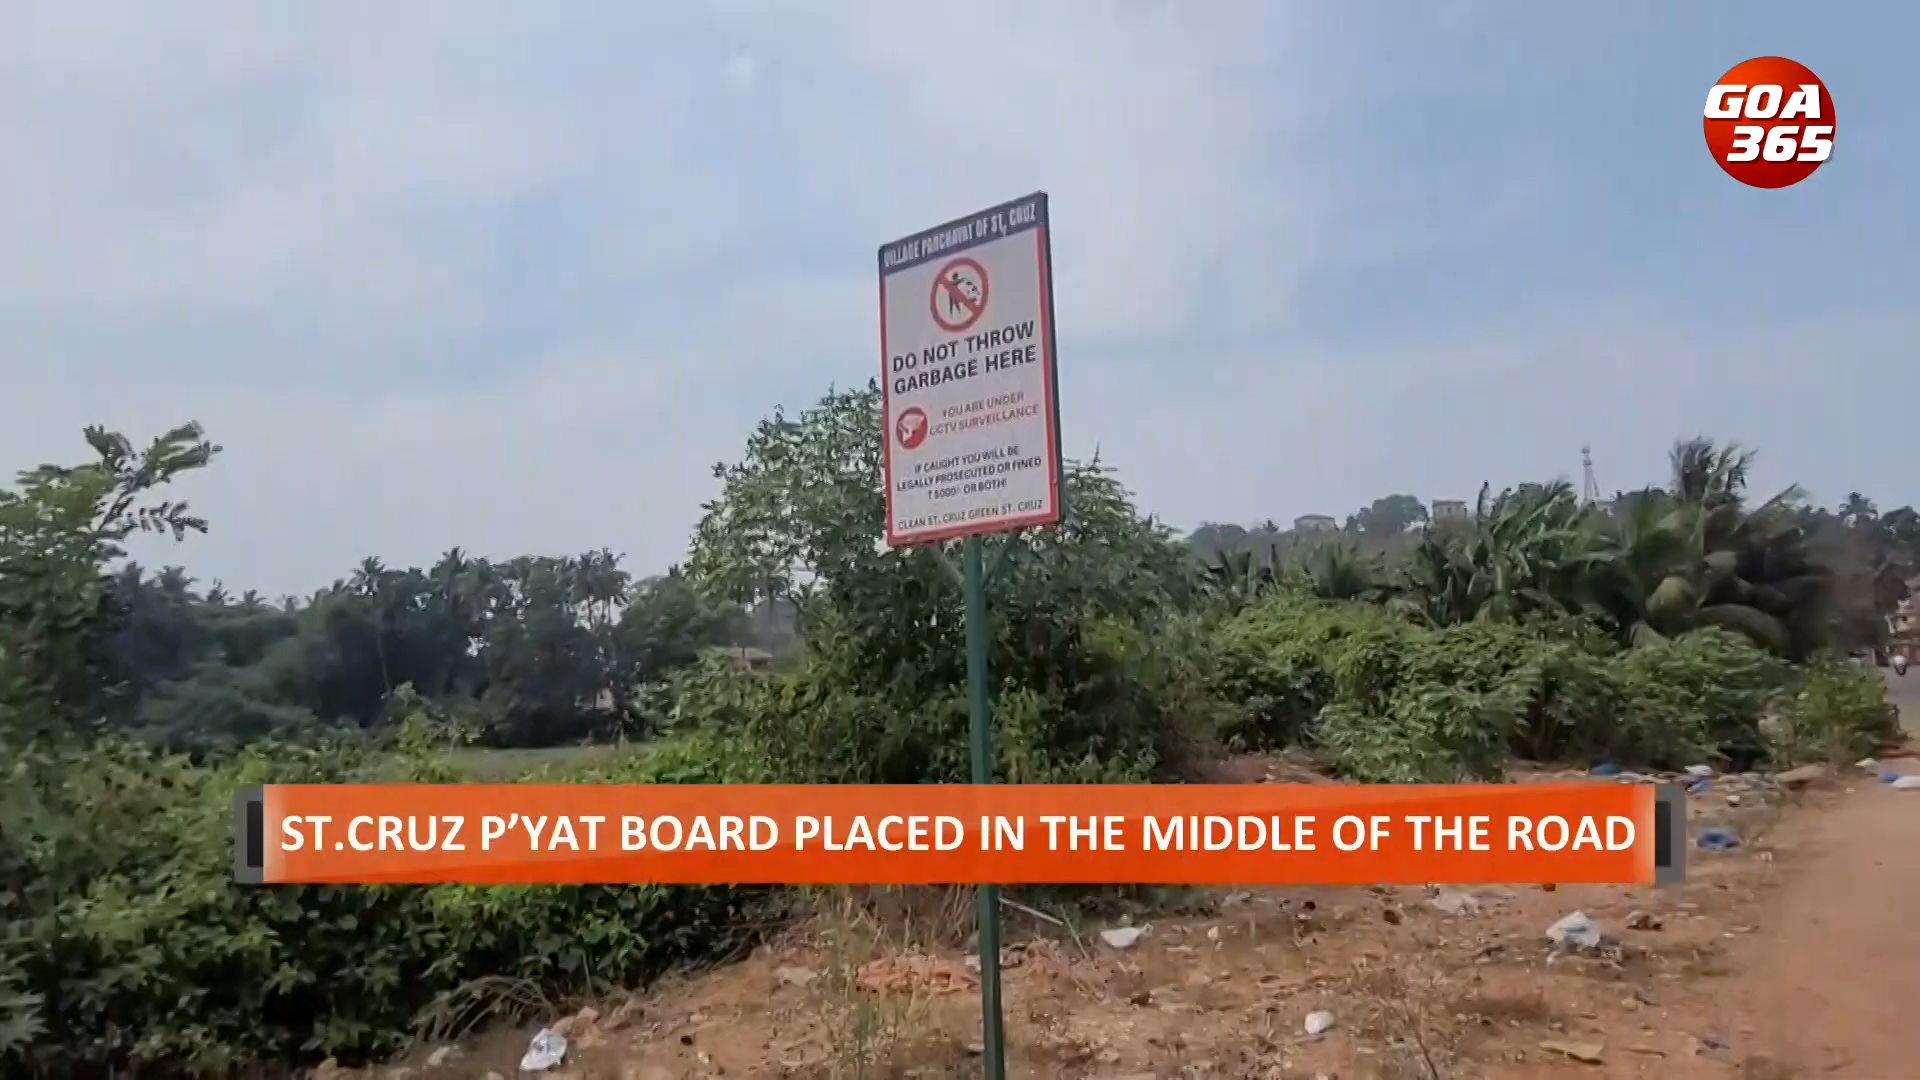 GOA
365
VILLAGE PANCHAYAT OF ST. CRUZ
DO NOT THROW
GARBAGE HERE
YOU ARE UNDER
CCTV SURVEILLANCE
IF CAUGHT YOU WILL BE
LEGALLY PROSECUTED OR FINED
₹ 5000/- OR BOTH!
CLEAN ST. CRUZ GREEN ST. CRUZ
ST.CRUZ P’YAT BOARD PLACED IN THE MIDDLE OF THE ROAD